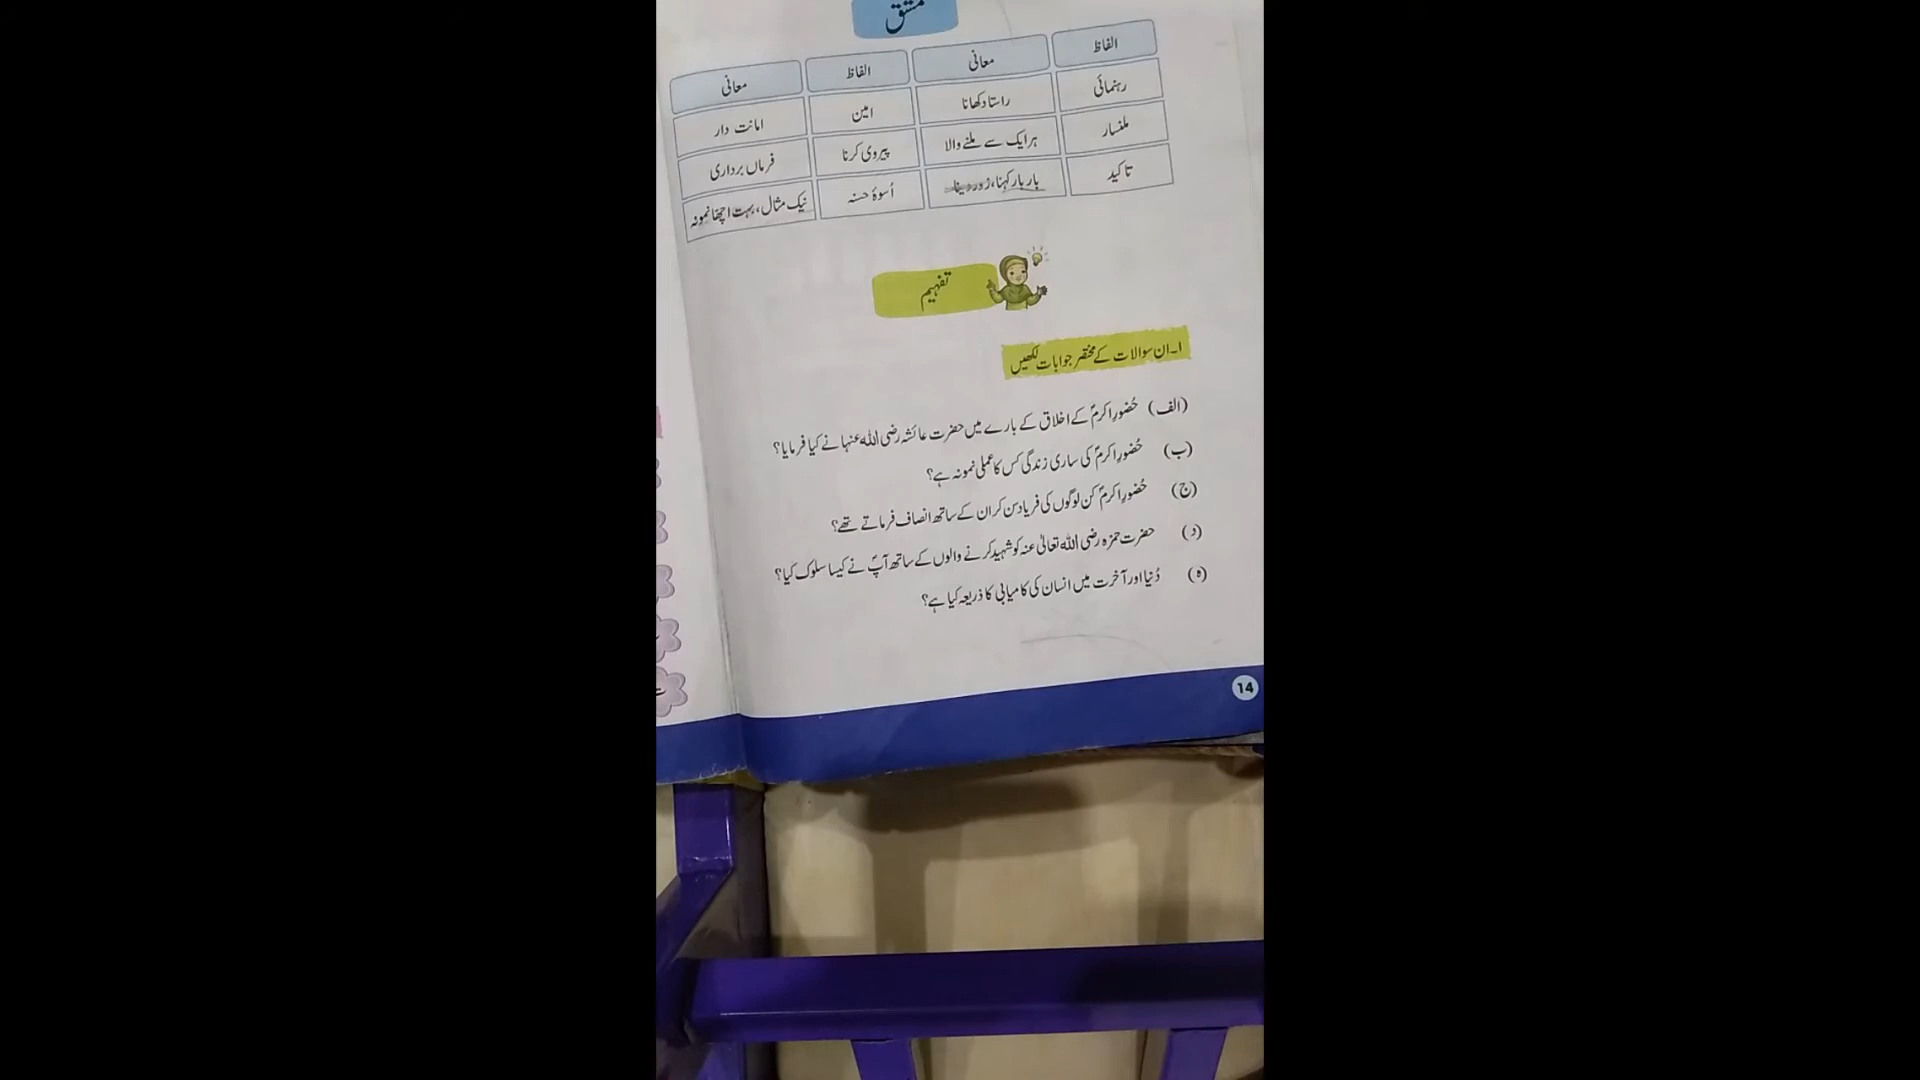 مشق
الفاظ معانی الفاظ معانی
رہنمائی راستا دکھانا امین امانت دار
ملنسار ہر ایک سے ملنے والا پیروی کرنا فرماں برداری
تاکید بار بار کہنا، زور دینا اُسوۂ حسنہ نیک مثال، بہت اچھا نمونہ
تفہیم
۱۔ ان سوالات کے مختصر جوابات لکھیں
(الف) حُضورِ اکرمؐ کے اخلاق کے بارے میں حضرت عائشہ رضی اللہ عنہا نے کیا فرمایا؟
(ب) حُضورِ اکرمؐ کی ساری زندگی کس کا عملی نمونہ ہے؟
(ج) حُضورِ اکرمؐ کن لوگوں کی فریاد سن کر ان کے ساتھ انصاف فرماتے تھے؟
(د) حضرت حمزہ رضی اللہ تعالیٰ عنہ کو شہید کرنے والوں کے ساتھ آپؐ نے کیسا سلوک کیا؟
(ہ) دُنیا اور آخرت میں انسان کی کامیابی کا ذریعہ کیا ہے؟
14